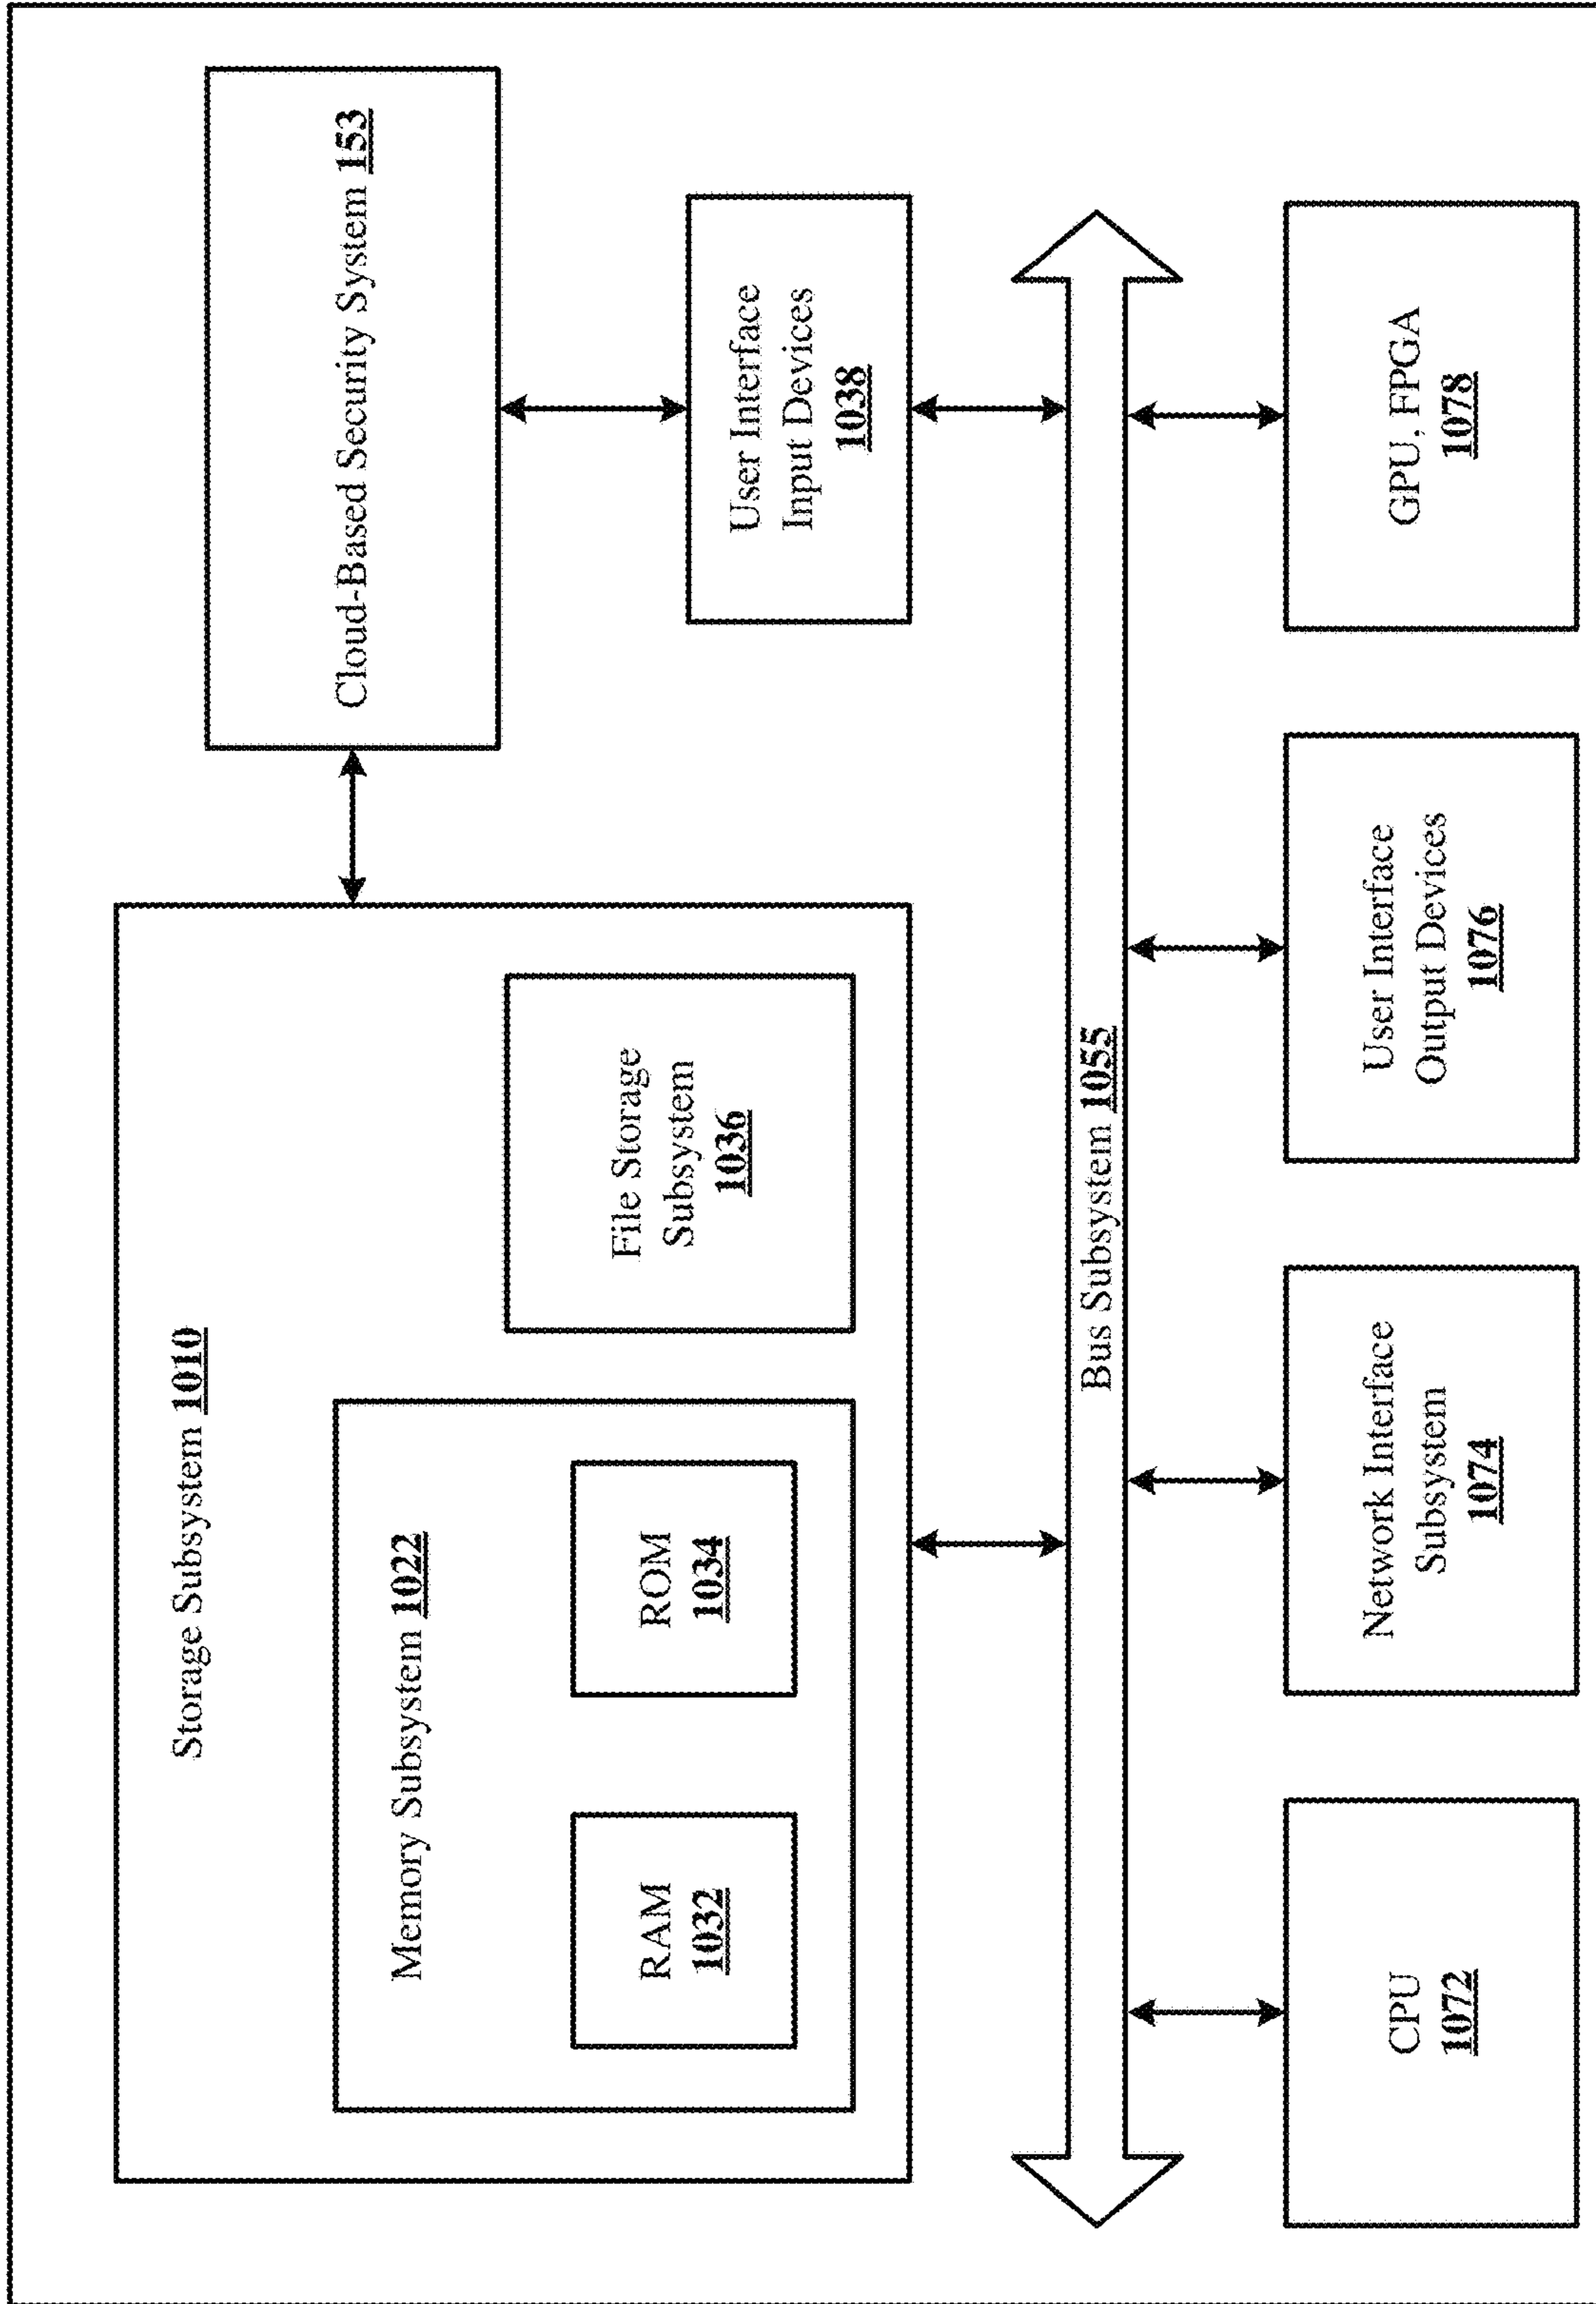 Storage Subsystem 1010
Memory Subsystem 1022
RAM
1032
ROM
1034
File Storage
Subsystem
1036
Cloud-Based Security System 153
User Interface
Input Devices
1038
Bus Subsystem 1055
CPU
1072
Network Interface
Subsystem
1074
User Interface
Output Devices
1076
GPU, FPGA
1078